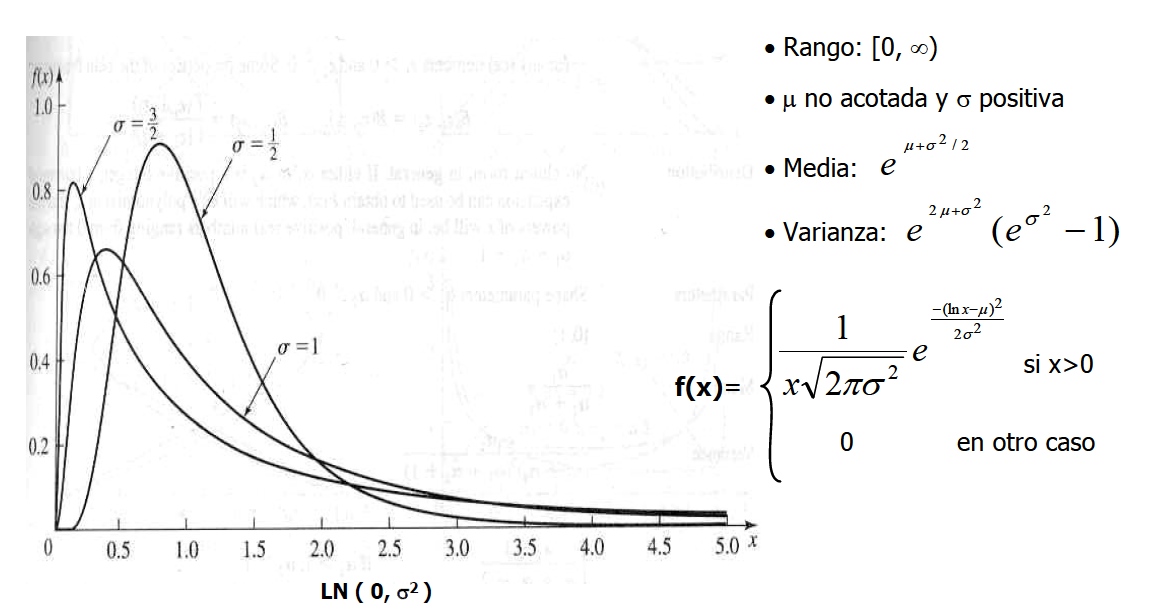 f(x)
1.0
0.8
0.6
0.4
0.2
0
0.5
1.0
1.5
2.0
2.5
3.0
3.5
4.0
4.5
5.0 x
σ = 3/2
σ = 1/2
σ = 1
LN ( 0, σ² )
• Rango: [0, ∞)
• μ no acotada y σ positiva
• Media: e^(μ+σ²/2)
• Varianza: e^(2μ+σ²) (e^(σ²) − 1)
f(x)= { 1/(x√(2πσ²)) e^(−(ln x−μ)²/(2σ²)) si x>0
0 en otro caso